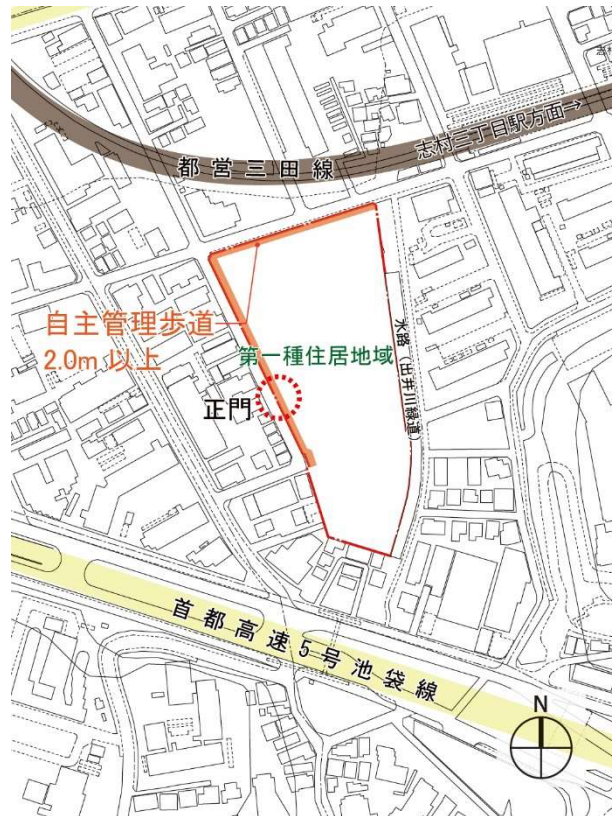 志村三丁目駅方面→
都営三田線
自主管理歩道
2.0m 以上
第一種住居地域
正門
水路（出井川緑道）
首都高速5号池袋線
N